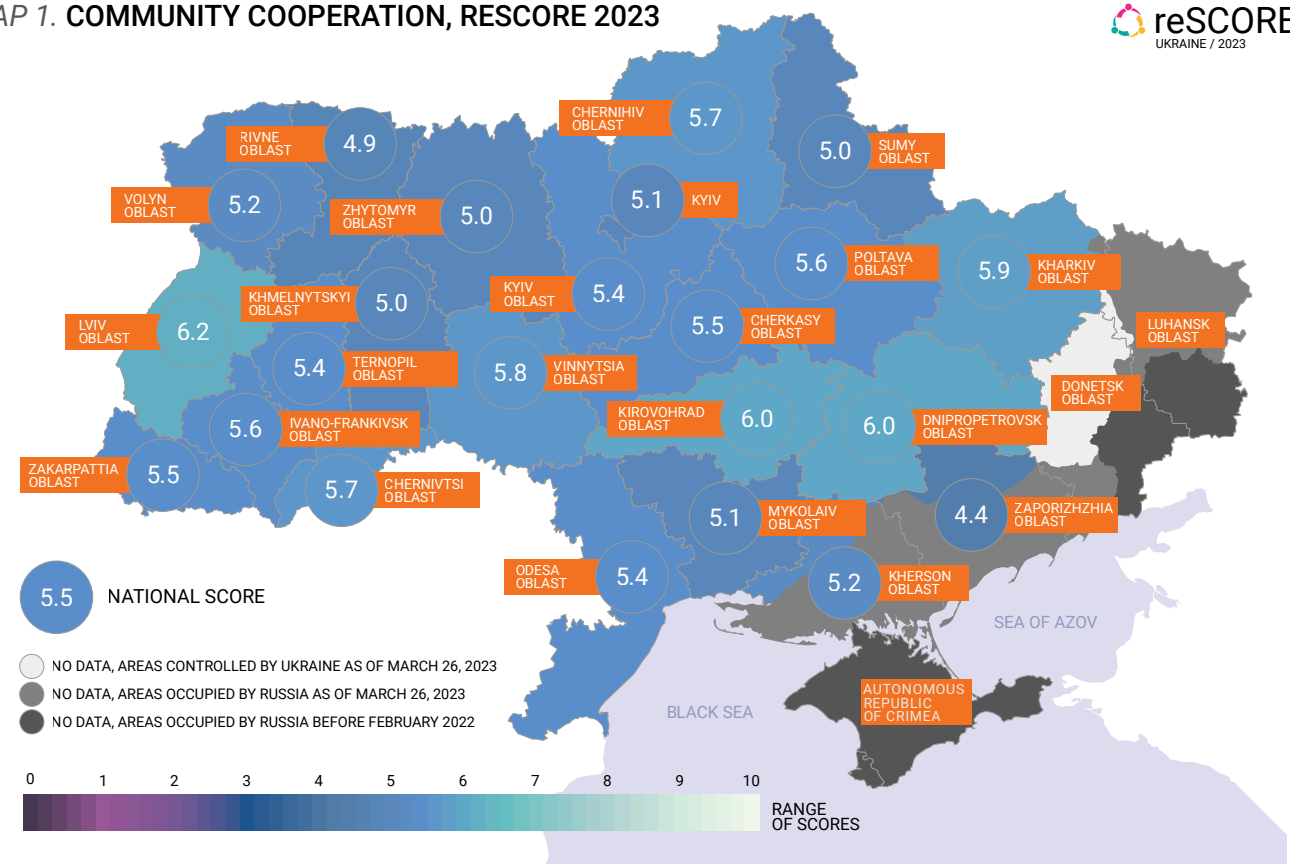 AP 1. COMMUNITY COOPERATION, RESCORE 2023
reSCORE
UKRAINE / 2023
CHERNIHIV
OBLAST
5.7
RIVNE
OBLAST
4.9
5.0
SUMY
OBLAST
VOLYN
OBLAST
5.2
ZHYTOMYR
OBLAST
5.0
5.1
KYIV
5.6
POLTAVA
OBLAST
5.9
KHARKIV
OBLAST
KHMELNYTSKYI
OBLAST
5.0
KYIV
OBLAST
5.4
5.5
CHERKASY
OBLAST
LVIV
OBLAST
6.2
LUHANSK
OBLAST
5.4
TERNOPIL
OBLAST
5.8
VINNYTSIA
OBLAST
DONETSK
OBLAST
5.6
IVANO-FRANKIVSK
OBLAST
KIROVOHRAD
OBLAST
6.0
6.0
DNIPROPETROVSK
OBLAST
ZAKARPATTIA
OBLAST
5.5
5.7
CHERNIVTSI
OBLAST
5.1
MYKOLAIV
OBLAST
4.4
ZAPORIZHZHIA
OBLAST
ODESA
OBLAST
5.4
5.2
KHERSON
OBLAST
5.5
NATIONAL SCORE
SEA OF AZOV
NO DATA, AREAS CONTROLLED BY UKRAINE AS OF MARCH 26, 2023
NO DATA, AREAS OCCUPIED BY RUSSIA AS OF MARCH 26, 2023
NO DATA, AREAS OCCUPIED BY RUSSIA BEFORE FEBRUARY 2022
BLACK SEA
AUTONOMOUS
REPUBLIC
OF CRIMEA
0 1 2 3 4 5 6 7 8 9 10
RANGE
OF SCORES